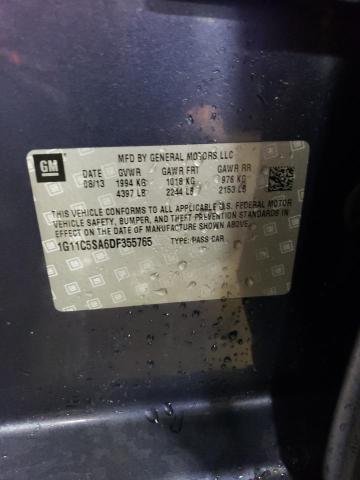 GM
MFD BY GENERAL MOTORS LLC
DATE GVWR GAWR FRT GAWR RR
08/13 1994 KG 1018 KG 976 KG
4397 LB 2244 LB 2153 LB
THIS VEHICLE CONFORMS TO ALL APPLICABLE U.S. FEDERAL MOTOR
VEHICLE SAFETY, BUMPER, AND THEFT PREVENTION STANDARDS IN
EFFECT ON THE DATE OF MANUFACTURE SHOWN ABOVE.
1G11C5SA6DF355765 TYPE: PASS CAR